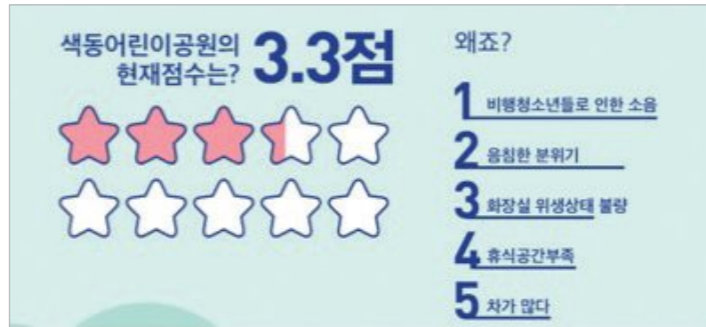 색동어린이공원의
현재점수는?
3.3점
왜죠?
1 비행청소년들로 인한 소음
2 음침한 분위기
3 화장실 위생상태 불량
4 휴식공간부족
5 차가 많다